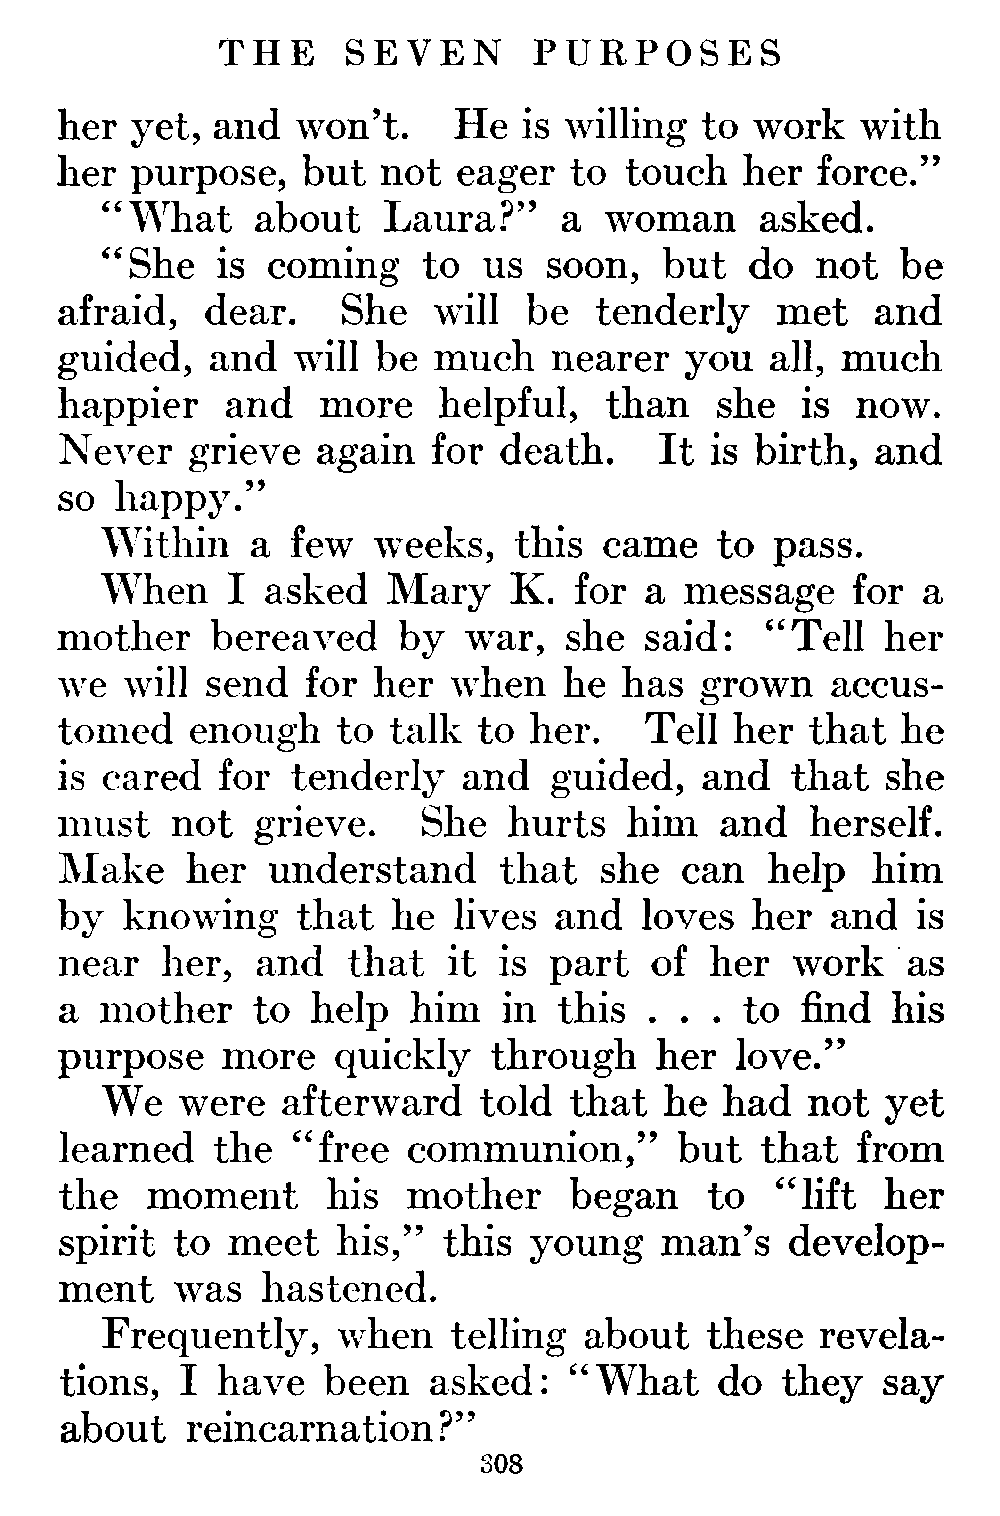 THE SEVEN PURPOSES
her yet, and won't. He is willing to work with
her purpose, but not eager to touch her force."
"What about Laura?" a woman asked.
"She is coming to us soon, but do not be
afraid, dear. She will be tenderly met and
guided, and will be much nearer you all, much
happier and more helpful, than she is now.
Never grieve again for death. It is birth, and
so happy."
Within a few weeks, this came to pass.
When I asked Mary K. for a message for a
mother bereaved by war, she said: "Tell her
we will send for her when he has grown accus-
tomed enough to talk to her. Tell her that he
is cared for tenderly and guided, and that she
must not grieve. She hurts him and herself.
Make her understand that she can help him
by knowing that he lives and loves her and is
near her, and that it is part of her work as
a mother to help him in this . . . to find his
purpose more quickly through her love."
We were afterward told that he had not yet
learned the "free communion," but that from
the moment his mother began to "lift her
spirit to meet his," this young man's develop-
ment was hastened.
Frequently, when telling about these revela-
tions, I have been asked: "What do they say
about reincarnation?"
308